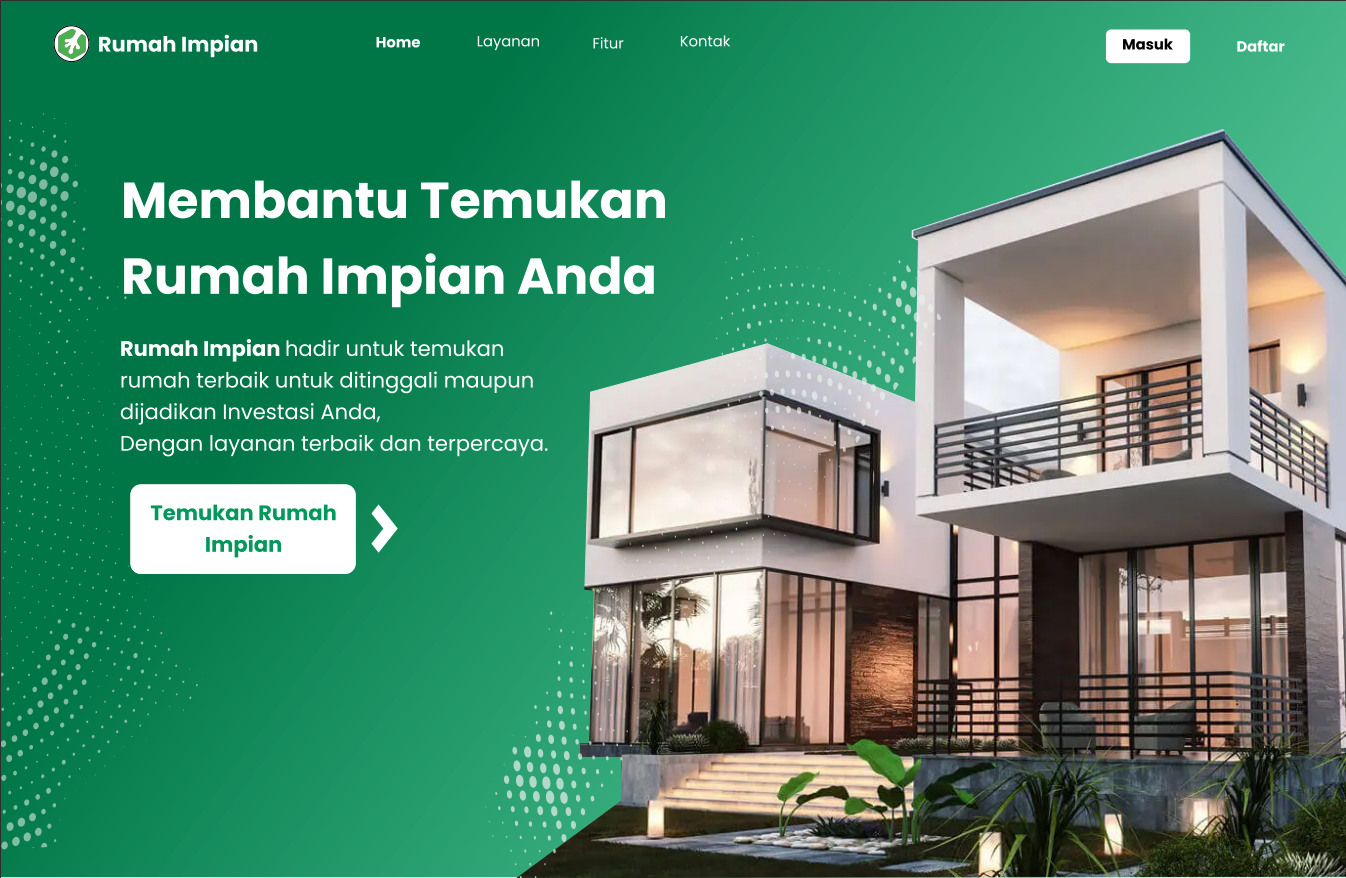 Rumah Impian
Home
Layanan
Fitur
Kontak
Masuk
Daftar
Membantu Temukan
Rumah Impian Anda
Rumah Impian hadir untuk temukan
rumah terbaik untuk ditinggali maupun
dijadikan Investasi Anda,
Dengan layanan terbaik dan terpercaya.
Temukan Rumah
Impian